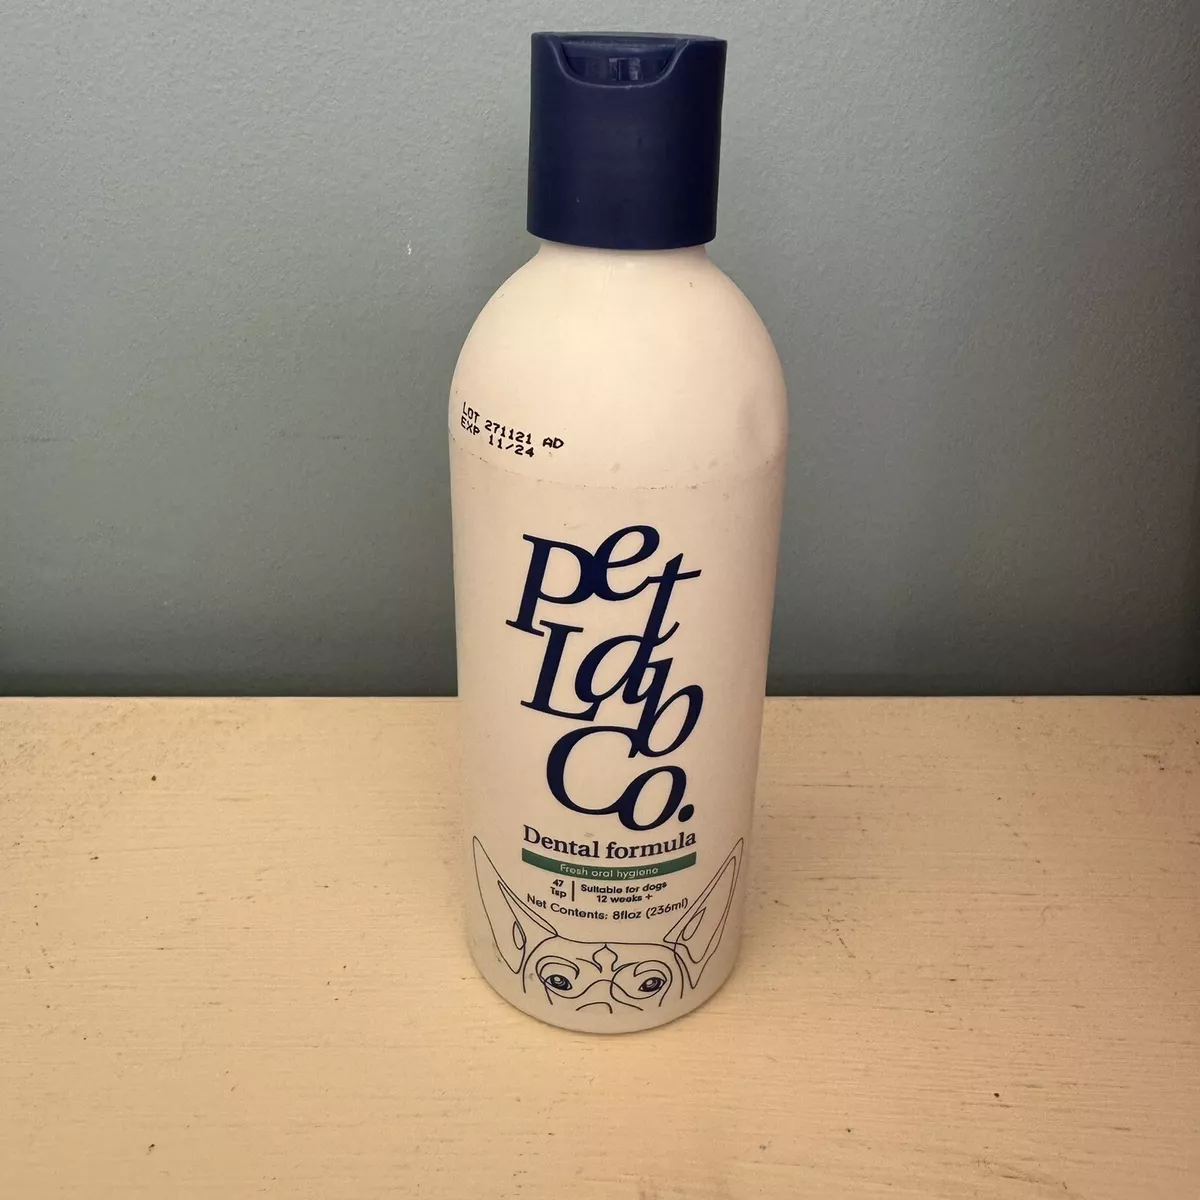 LOT 271121 AD
EXP 11/24
Pet
Lab
Co.
Dental formula
Fresh oral hygiene
47
Tsp
Suitable for dogs
12 weeks +
Net Contents: 8floz (236ml)